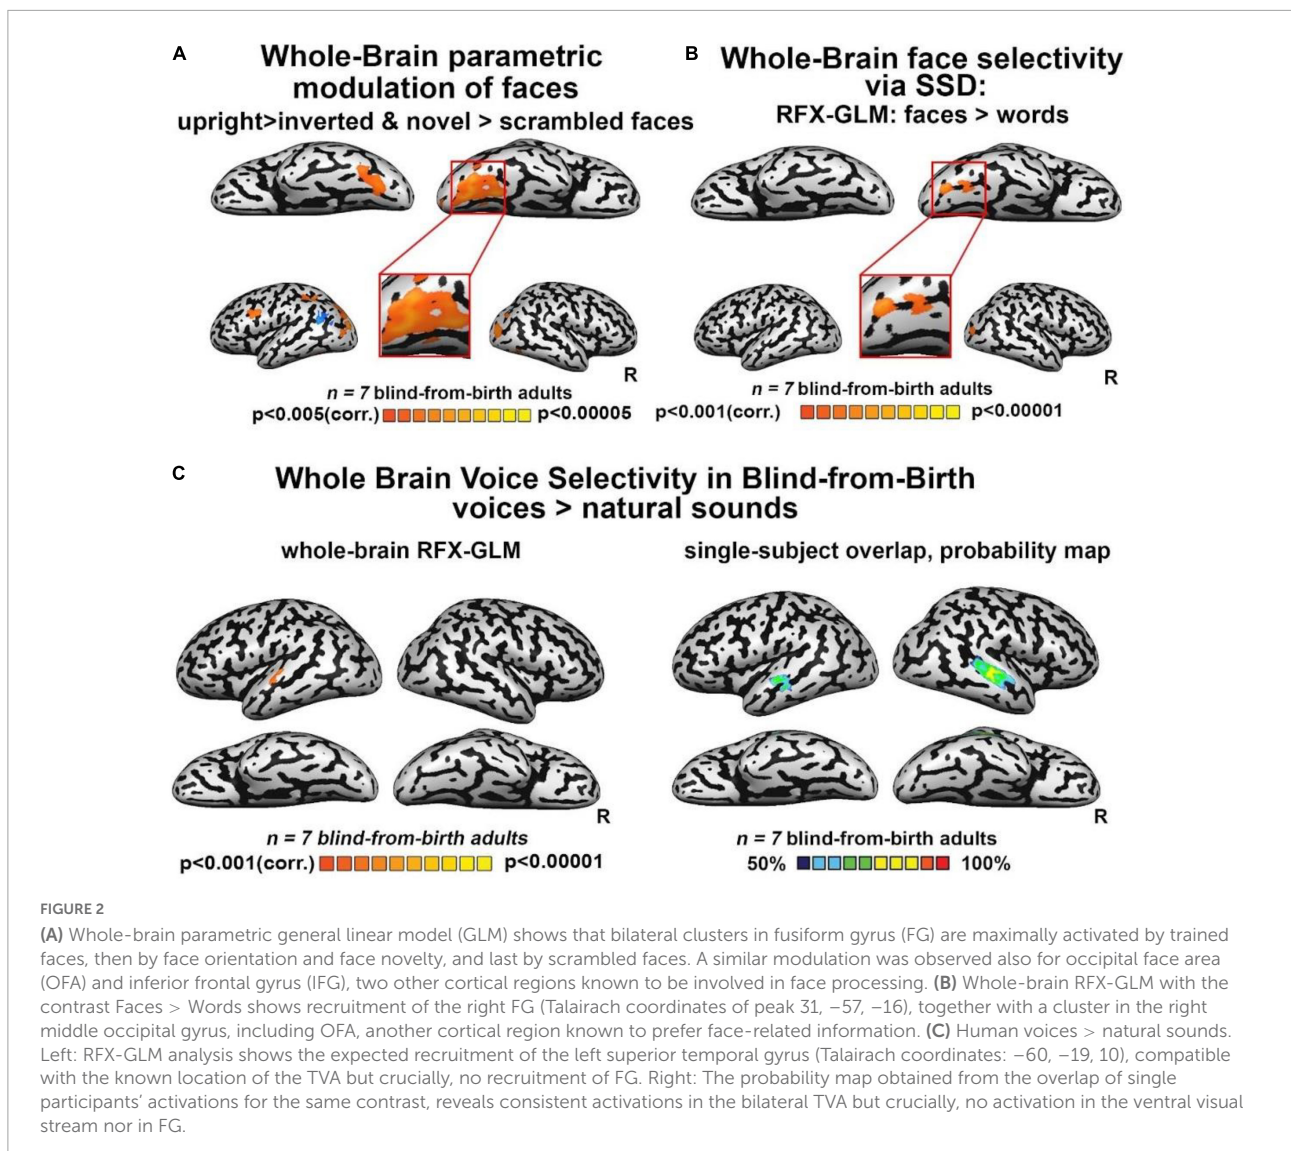 A
Whole-Brain parametric
modulation of faces
upright>inverted & novel > scrambled faces
R
n = 7 blind-from-birth adults
p<0.005(corr.) p<0.00005
B
Whole-Brain face selectivity
via SSD:
RFX-GLM: faces > words
R
n = 7 blind-from-birth adults
p<0.001(corr.) p<0.00001
C
Whole Brain Voice Selectivity in Blind-from-Birth
voices > natural sounds
whole-brain RFX-GLM
R
n = 7 blind-from-birth adults
p<0.001(corr.) p<0.00001
single-subject overlap, probability map
R
n = 7 blind-from-birth adults
50% 100%
FIGURE 2
(A) Whole-brain parametric general linear model (GLM) shows that bilateral clusters in fusiform gyrus (FG) are maximally activated by trained
faces, then by face orientation and face novelty, and last by scrambled faces. A similar modulation was observed also for occipital face area
(OFA) and inferior frontal gyrus (IFG), two other cortical regions known to be involved in face processing. (B) Whole-brain RFX-GLM with the
contrast Faces > Words shows recruitment of the right FG (Talairach coordinates of peak 31, −57, −16), together with a cluster in the right
middle occipital gyrus, including OFA, another cortical region known to prefer face-related information. (C) Human voices > natural sounds.
Left: RFX-GLM analysis shows the expected recruitment of the left superior temporal gyrus (Talairach coordinates: −60, −19, 10), compatible
with the known location of the TVA but crucially, no recruitment of FG. Right: The probability map obtained from the overlap of single
participants’ activations for the same contrast, reveals consistent activations in the bilateral TVA but crucially, no activation in the ventral visual
stream nor in FG.